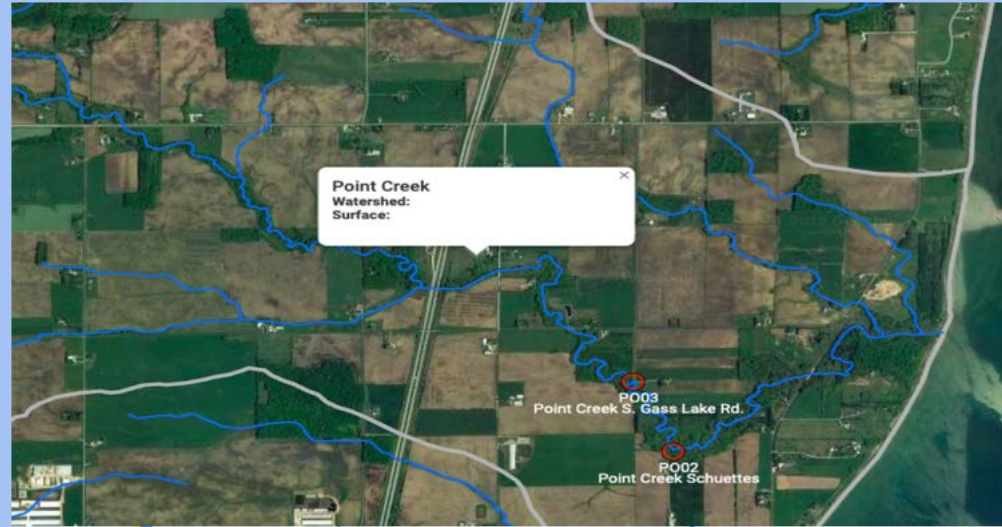 Point Creek
Watershed:
Surface:
PO03
Point Creek S. Gass Lake Rd.
PO02
Point Creek Schuettes